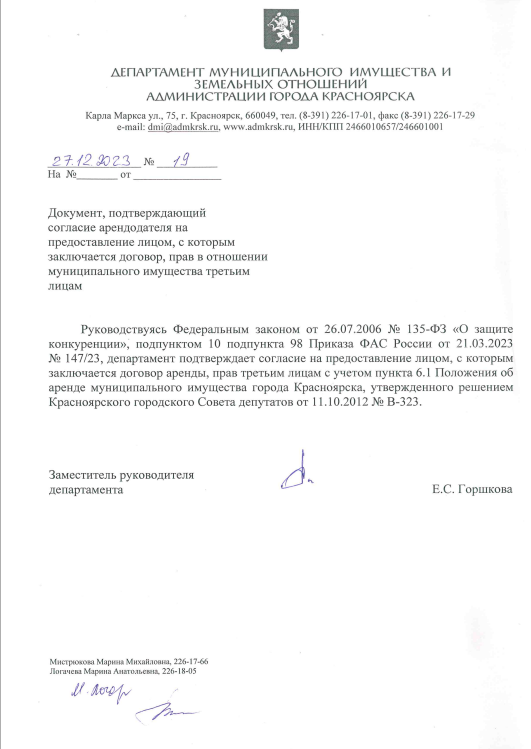 ДЕПАРТАМЕНТ МУНИЦИПАЛЬНОГО ИМУЩЕСТВА И
ЗЕМЕЛЬНЫХ ОТНОШЕНИЙ
АДМИНИСТРАЦИИ ГОРОДА КРАСНОЯРСКА
Карла Маркса ул., 75, г. Красноярск, 660049, тел. (8-391) 226-17-01, факс (8-391) 226-17-29
e-mail: dmi@admkrsk.ru, www.admkrsk.ru, ИНН/КПП 2466010657/246601001
27.12.2023 № 19
На №________ от ________________
Документ, подтверждающий
согласие арендодателя на
предоставление лицом, с которым
заключается договор, прав в отношении
муниципального имущества третьим
лицам
Руководствуясь Федеральным законом от 26.07.2006 № 135-ФЗ «О защите
конкуренции», подпунктом 10 подпункта 98 Приказа ФАС России от 21.03.2023
№ 147/23, департамент подтверждает согласие на предоставление лицом, с которым
заключается договор аренды, прав третьим лицам с учетом пункта 6.1 Положения об
аренде муниципального имущества города Красноярска, утвержденного решением
Красноярского городского Совета депутатов от 11.10.2012 № В-323.
Заместитель руководителя
департамента Е.С. Горшкова
Мистрюкова Марина Михайловна, 226-17-66
Логачева Марина Анатольевна, 226-18-05